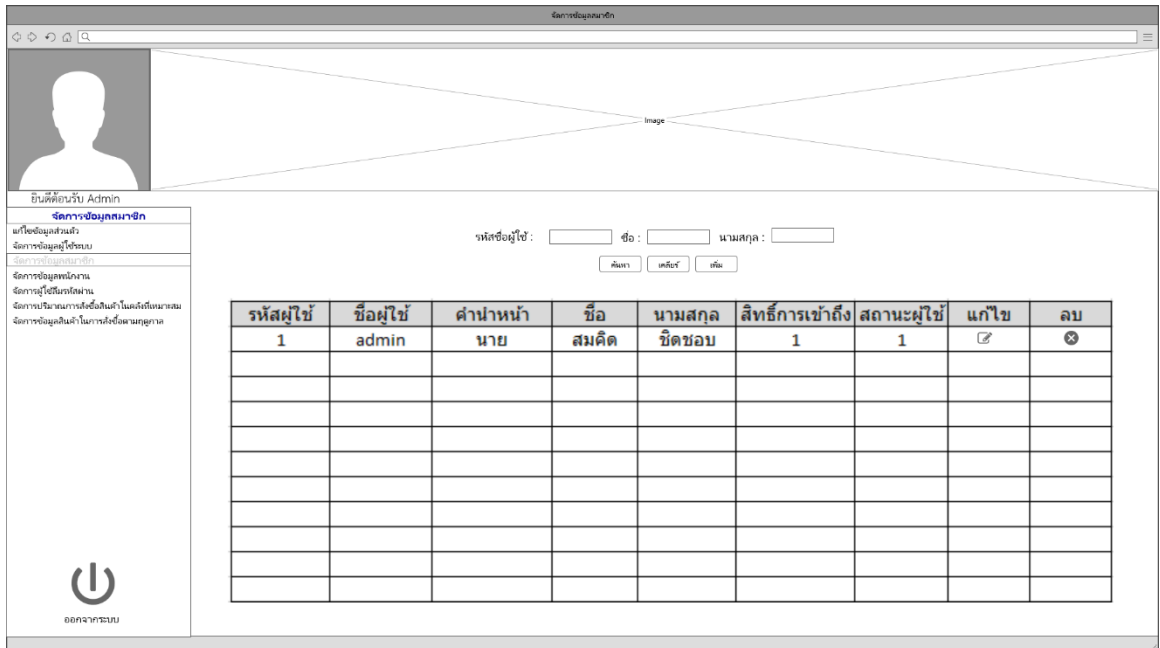 จัดการข้อมูลสมาชิก
Image
ยินดีต้อนรับ Admin
จัดการข้อมูลสมาชิก
แก้ไขข้อมูลส่วนตัว
จัดการข้อมูลผู้ใช้ระบบ
จัดการข้อมูลสมาชิก
จัดการข้อมูลพนักงาน
จัดการผู้ใช้ลืมรหัสผ่าน
จัดการปริมาณการสั่งซื้อสินค้าในคลังที่เหมาะสม
จัดการข้อมูลสินค้าในการสั่งซื้อตามฤดูกาล
ออกจากระบบ
รหัสชื่อผู้ใช้ : ชื่อ : นามสกุล :
ค้นหา เคลียร์ เพิ่ม
รหัสผู้ใช้ ชื่อผู้ใช้ คำนำหน้า ชื่อ นามสกุล สิทธิ์การเข้าถึง สถานะผู้ใช้ แก้ไข ลบ
1 admin นาย สมคิด ชิดชอบ 1 1